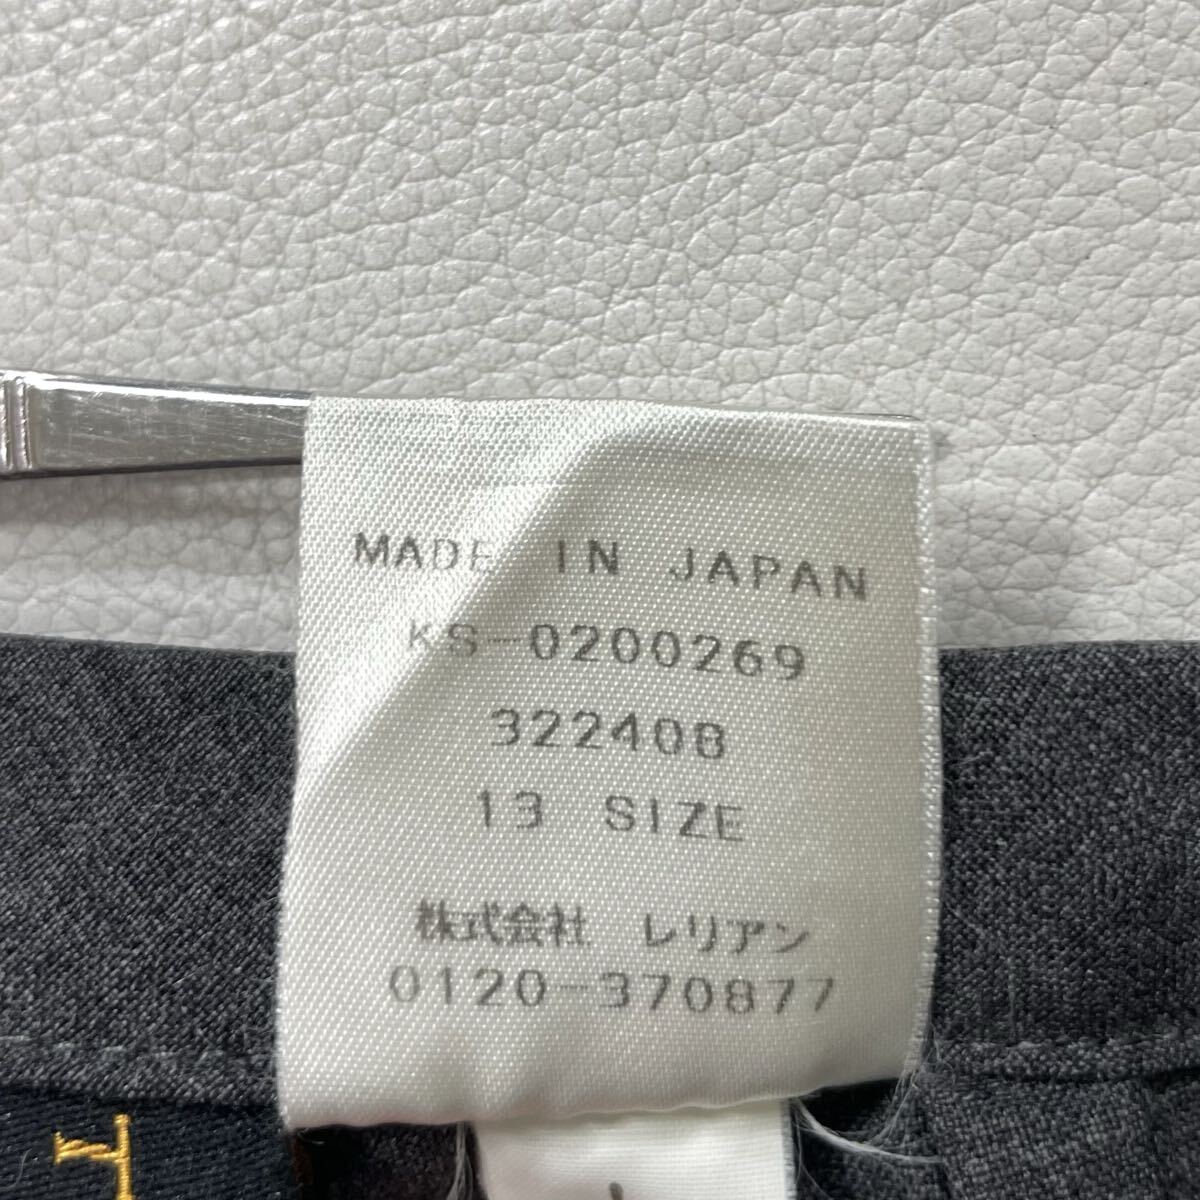 MADE IN JAPAN
KS-0200269
322408
13 SIZE
株式会社 レリアン
0120-370877